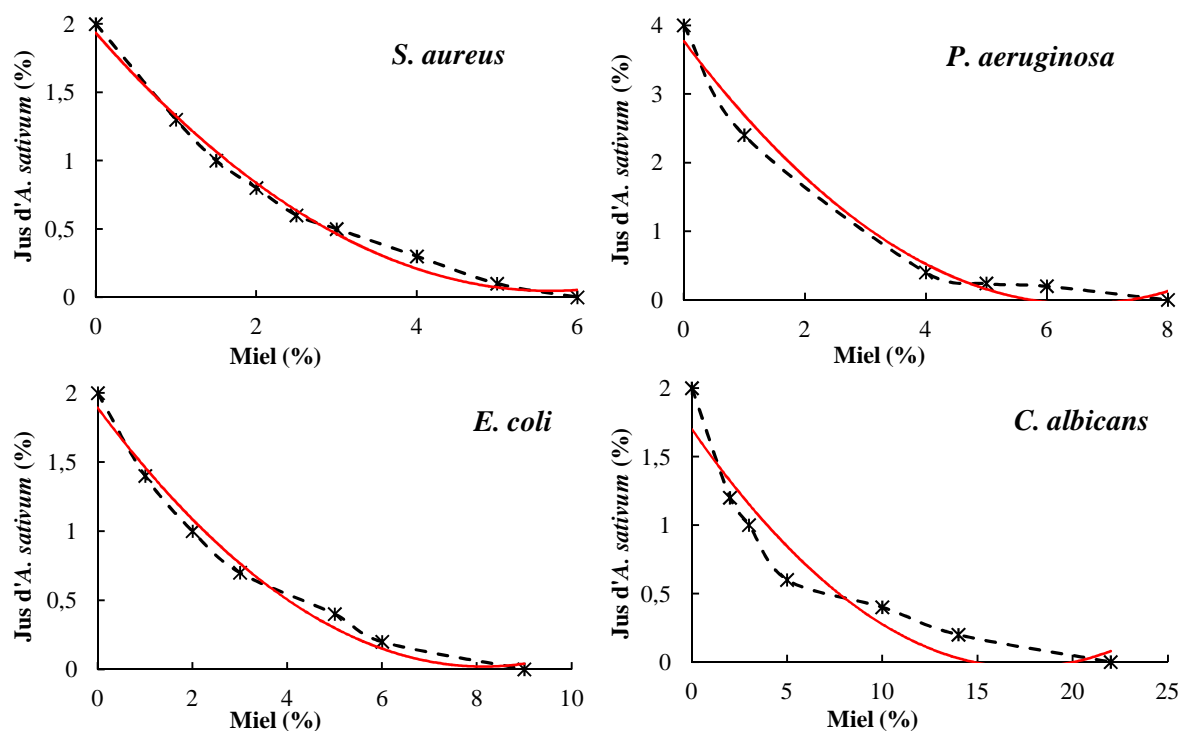 S. aureus
Jus d'A. sativum (%)
2
1,5
1
0,5
0
0 2 4 6
Miel (%)
P. aeruginosa
Jus d'A. sativum (%)
4
3
2
1
0
0 2 4 6 8
Miel (%)
E. coli
Jus d'A. sativum (%)
2
1,5
1
0,5
0
0 2 4 6 8 10
Miel (%)
C. albicans
Jus d'A. sativum (%)
2
1,5
1
0,5
0
0 5 10 15 20 25
Miel (%)